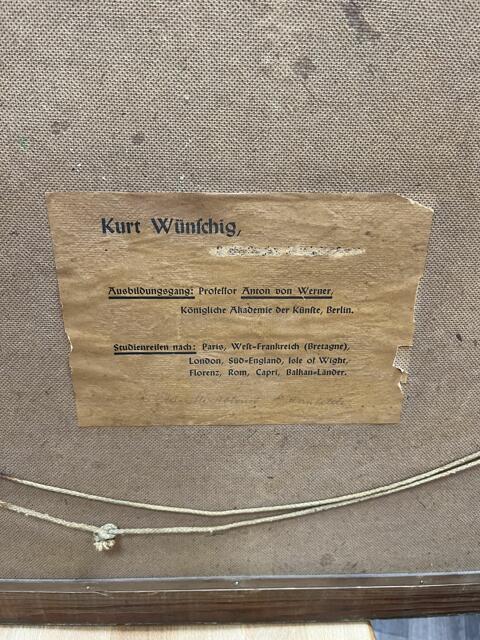 Kurt Wünſchig,
Ausbildungsgang: Profeſſor Anton von Werner,
Königliche Akademie der Künſte, Berlin.
Studienreiſen nach: Paris, Weſt-Frankreich (Bretagne),
London, Süd-England, Isle of Wight,
Florenz, Rom, Capri, Balkan-Länder.